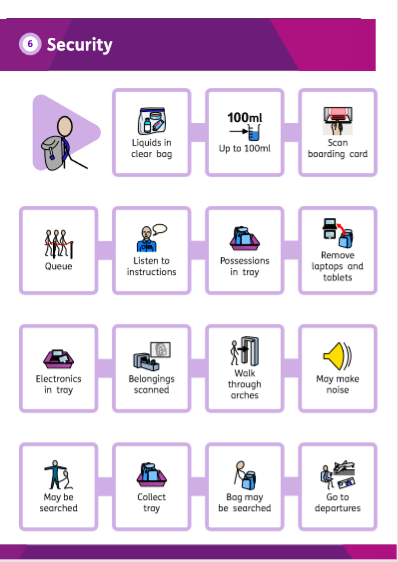 6 Security
Liquids in
clear bag
100ml
Up to 100ml
Scan
boarding card
Queue
Listen to
instructions
Possessions
in tray
Remove
laptops and
tablets
Electronics
in tray
Belongings
scanned
Walk
through
arches
May make
noise
May be
searched
Collect
tray
Bag may
be searched
Go to
departures